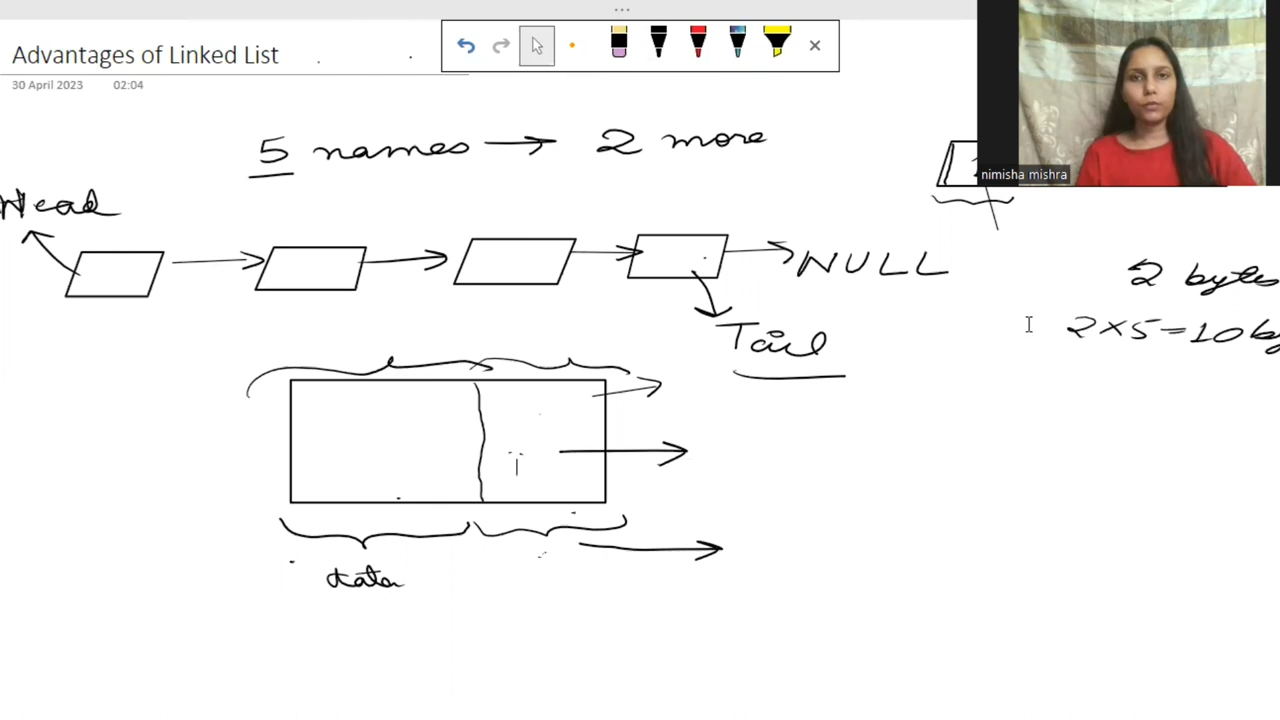 Advantages of Linked List
30 April 2023 02:04
nimisha mishra
5 names → 2 more
Head
NULL
2 bytes
2×5=10 by
Tail
data